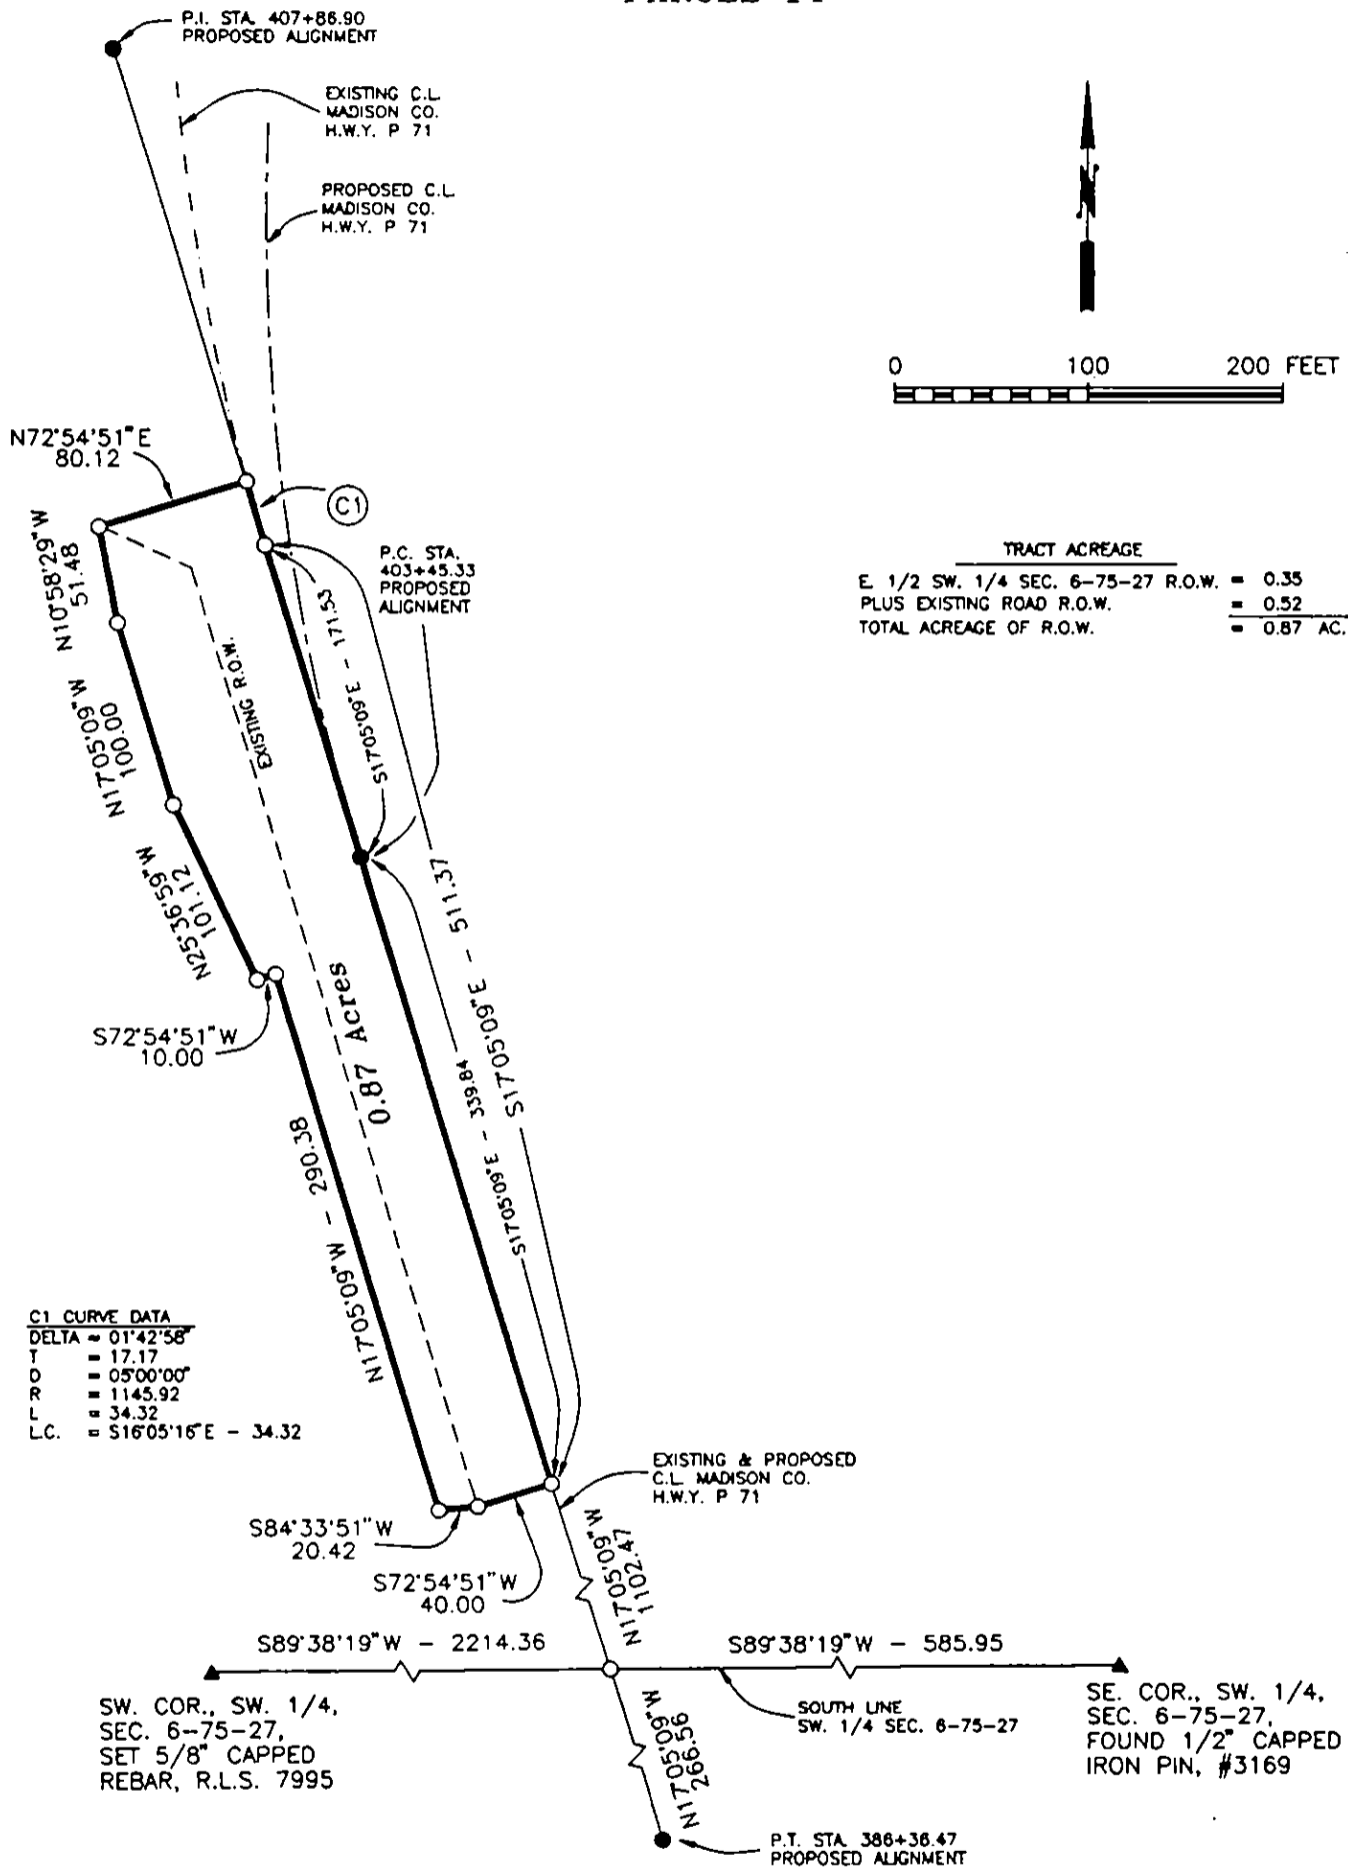 P.I. STA. 407+86.90
PROPOSED ALIGNMENT
EXISTING C.L.
MADISON CO.
H.W.Y. P 71
PROPOSED C.L.
MADISON CO.
H.W.Y. P 71
N
0 100 200 FEET
N72°54'51"E
80.12
C1
N10°58'29"W
51.48
P.C. STA.
403+45.33
PROPOSED
ALIGNMENT
TRACT ACREAGE
E. 1/2 SW. 1/4 SEC. 6-75-27 R.O.W. = 0.35
PLUS EXISTING ROAD R.O.W. = 0.52
TOTAL ACREAGE OF R.O.W. = 0.87 AC.
EXISTING R.O.W.
S17°05'09"E - 171.53
N17°05'09"W
100.00
N25°36'59"W
101.12
S17°05'09"E - 511.37
0.87 Acres
S72°54'51"W
10.00
S17°05'09"E - 339.84
N17°05'09"W - 290.38
C1 CURVE DATA
DELTA = 01°42'58"
T = 17.17
D = 05°00'00"
R = 1145.92
L = 34.32
L.C. = S16°05'16"E - 34.32
EXISTING & PROPOSED
C.L. MADISON CO.
H.W.Y. P 71
S84°33'51"W
20.42
S72°54'51"W
40.00
N17°05'09"W
1102.47
S89°38'19"W - 2214.36
S89°38'19"W - 585.95
SW. COR., SW. 1/4,
SEC. 6-75-27,
SET 5/8" CAPPED
REBAR, R.L.S. 7995
N17°05'09"W
266.56
SOUTH LINE
SW. 1/4 SEC. 6-75-27
SE. COR., SW. 1/4,
SEC. 6-75-27,
FOUND 1/2" CAPPED
IRON PIN, #3169
P.T. STA. 386+36.47
PROPOSED ALIGNMENT